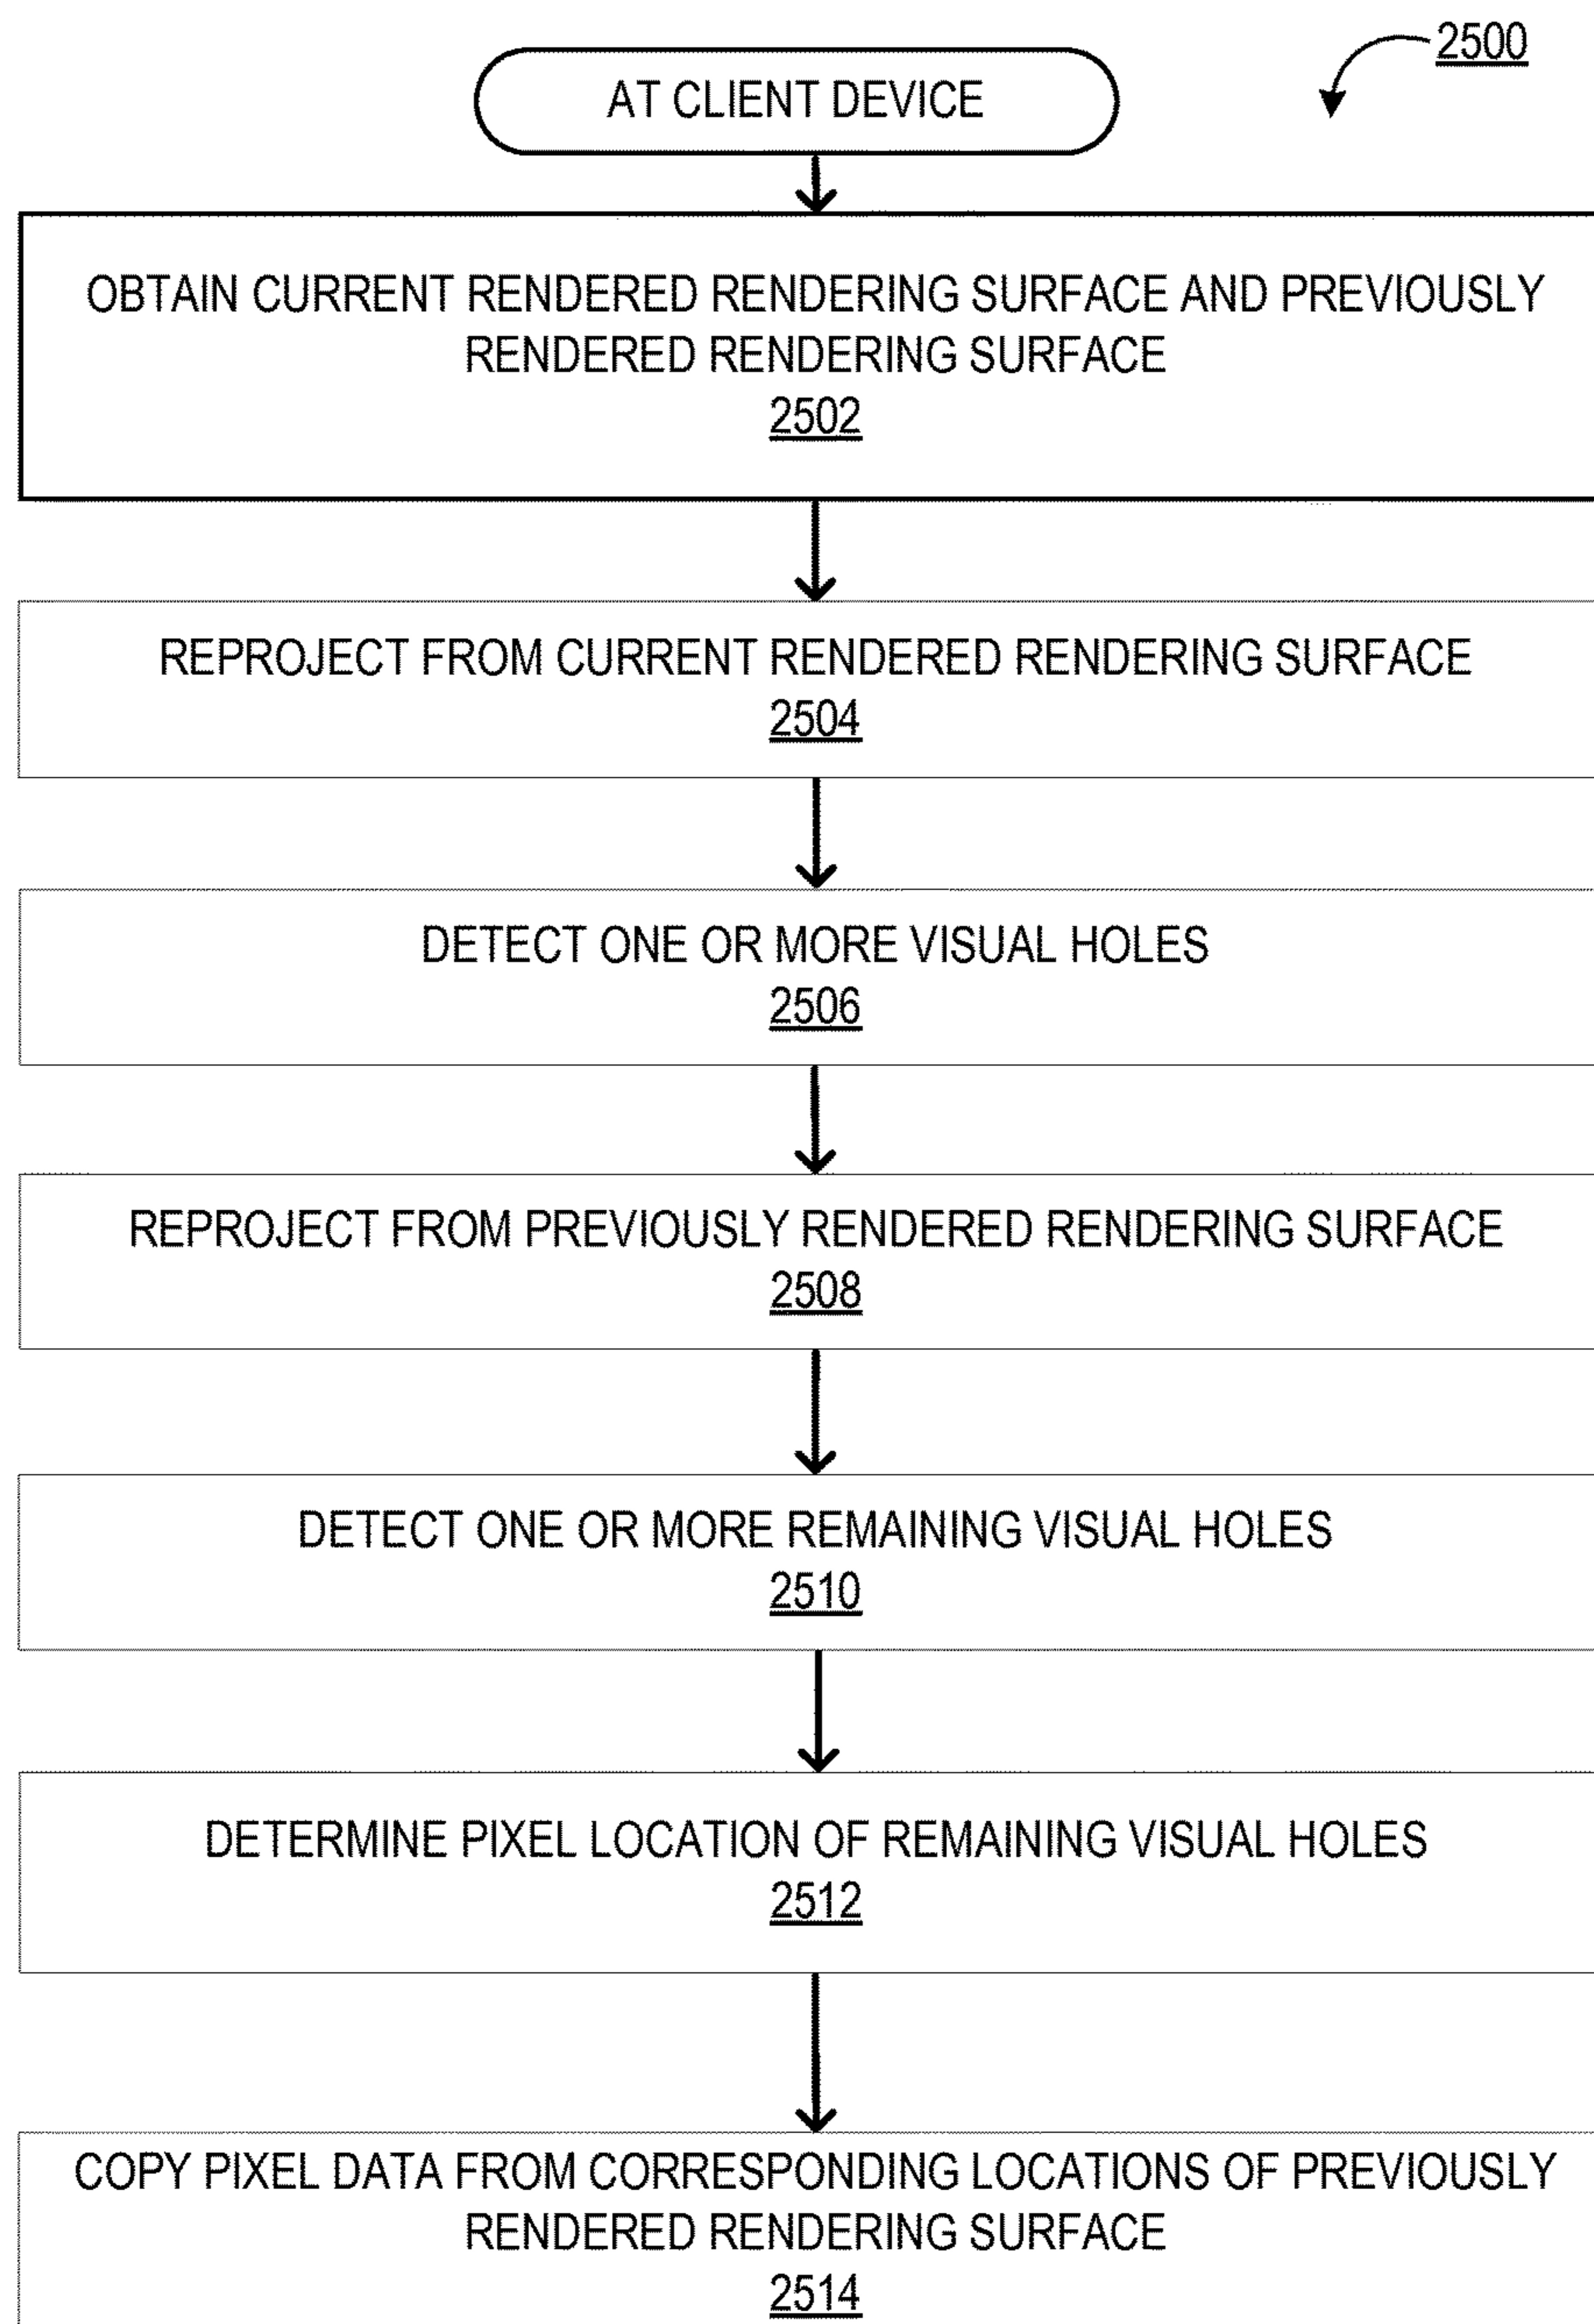 2500
AT CLIENT DEVICE
OBTAIN CURRENT RENDERED RENDERING SURFACE AND PREVIOUSLY
RENDERED RENDERING SURFACE
2502
REPROJECT FROM CURRENT RENDERED RENDERING SURFACE
2504
DETECT ONE OR MORE VISUAL HOLES
2506
REPROJECT FROM PREVIOUSLY RENDERED RENDERING SURFACE
2508
DETECT ONE OR MORE REMAINING VISUAL HOLES
2510
DETERMINE PIXEL LOCATION OF REMAINING VISUAL HOLES
2512
COPY PIXEL DATA FROM CORRESPONDING LOCATIONS OF PREVIOUSLY
RENDERED RENDERING SURFACE
2514